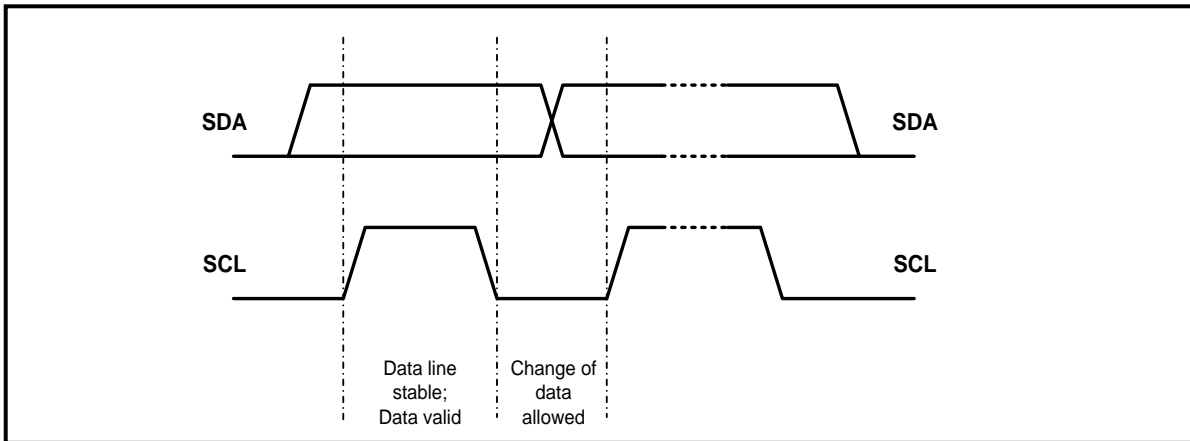 SDA
SDA
SCL
SCL
Data line
stable;
Data valid
Change of
data
allowed